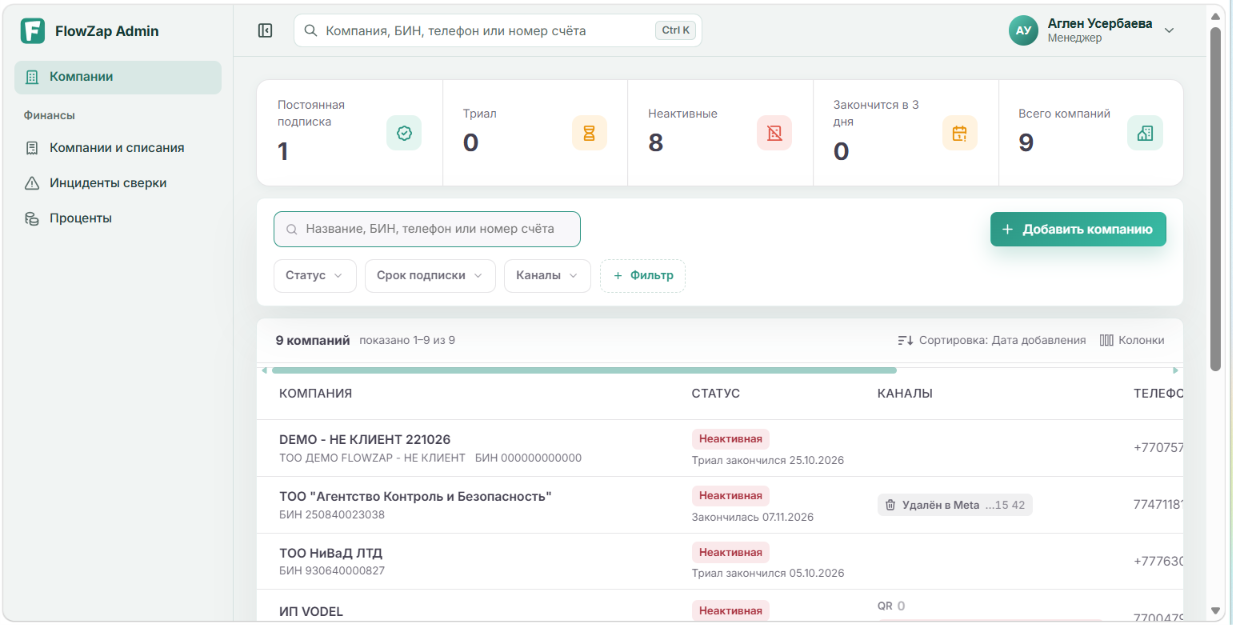 FlowZap Admin
Компания, БИН, телефон или номер счёта
Ctrl K
АУ
Аглен Усербаева
Менеджер
Компании
Финансы
Компании и списания
Инциденты сверки
Проценты
Постоянная
подписка
1
Триал
0
Неактивные
8
Закончится в 3
дня
0
Всего компаний
9
Название, БИН, телефон или номер счёта
+ Добавить компанию
Статус
Срок подписки
Каналы
+ Фильтр
9 компаний показано 1–9 из 9
Сортировка: Дата добавления
Колонки
КОМПАНИЯ СТАТУС КАНАЛЫ ТЕЛЕФО
DEMO - НЕ КЛИЕНТ 221026
ТОО ДЕМО FLOWZAP - НЕ КЛИЕНТ БИН 000000000000
Неактивная
Триал закончился 25.10.2026
+770757
ТОО "Агентство Контроль и Безопасность"
БИН 250840023038
Неактивная
Закончилась 07.11.2026
Удалён в Meta ...15 42
7747118
ТОО НиВаД ЛТД
БИН 930640000827
Неактивная
Триал закончился 05.10.2026
+777630
ИП VODEL
Неактивная
QR 0
7700479